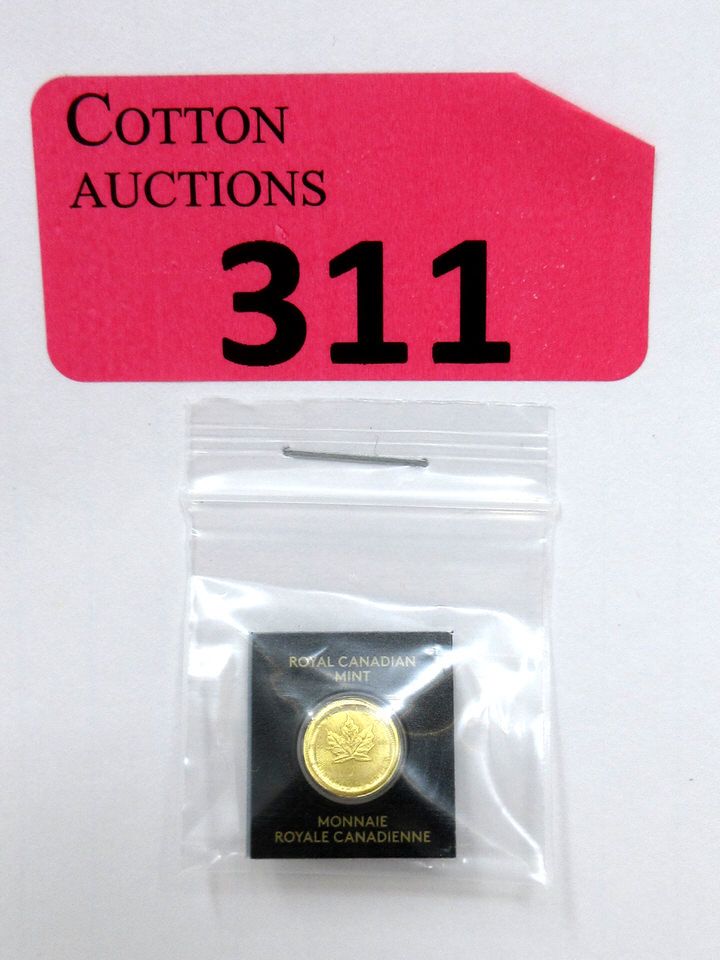 COTTON
AUCTIONS
311
ROYAL CANADIAN
MINT
MONNAIE
ROYALE CANADIENNE